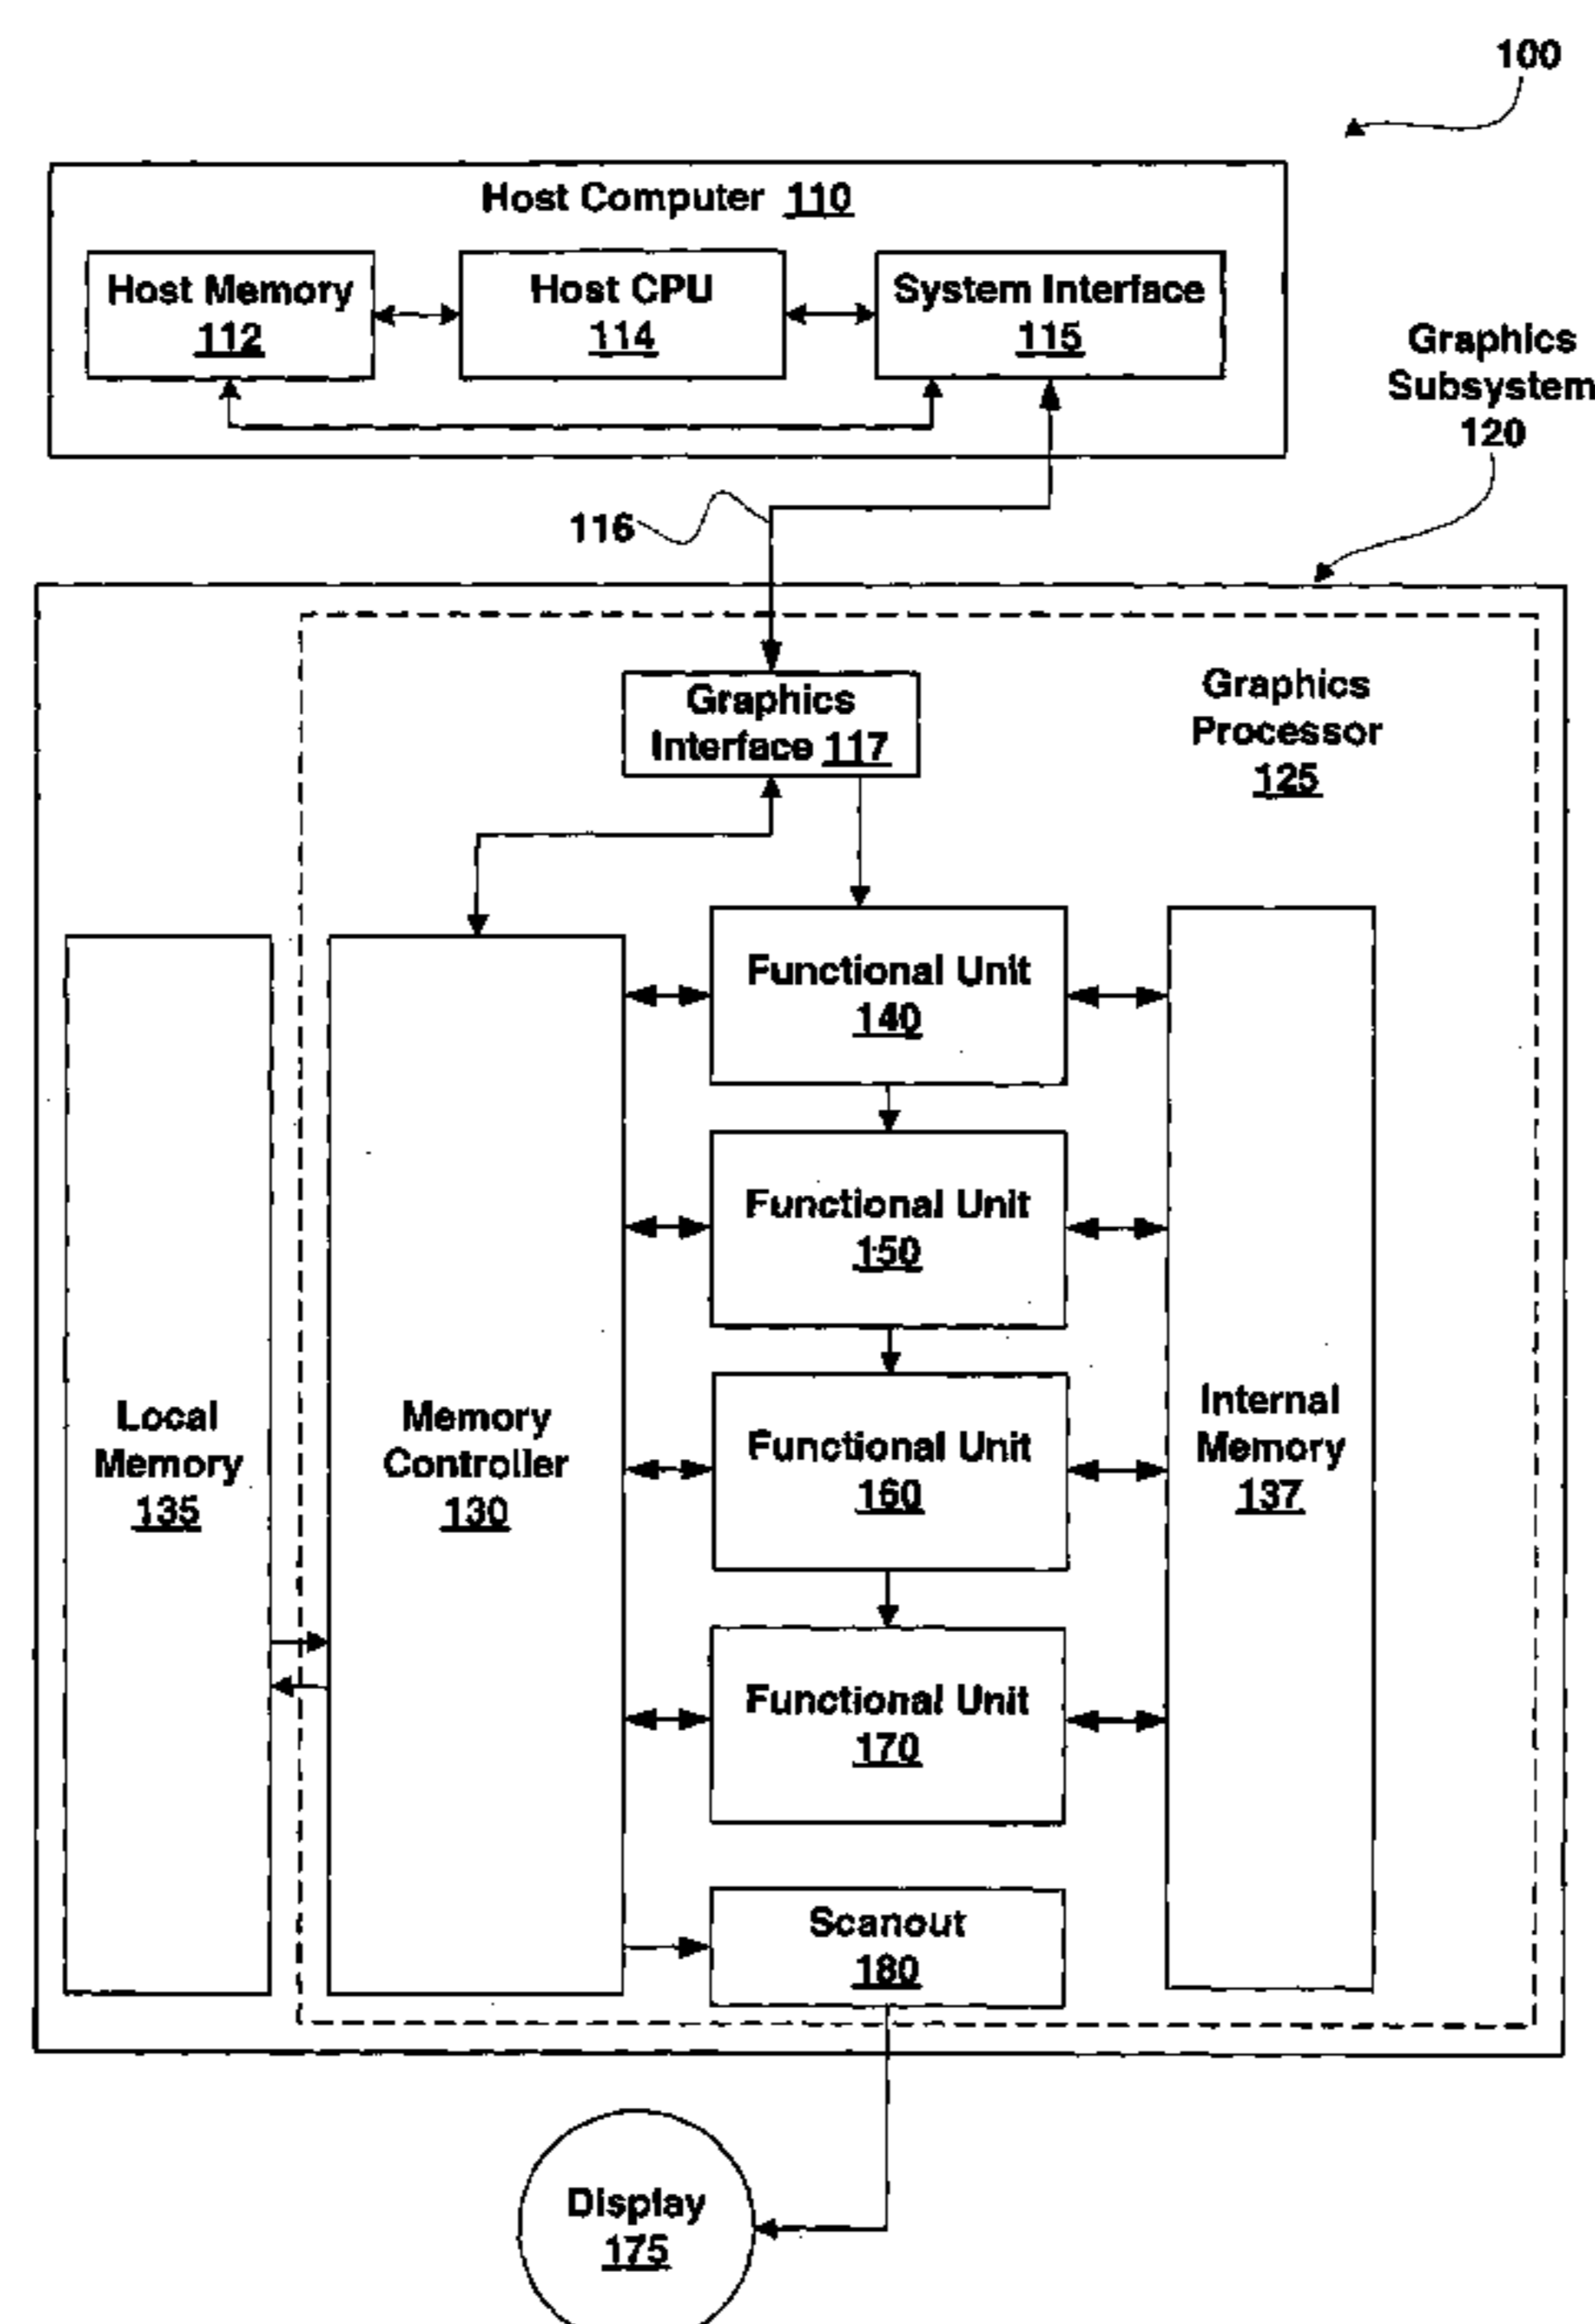 100
Host Computer 110
Host Memory
112
Host CPU
114
System Interface
115
Graphics
Subsystem
120
116
Graphics
Interface 117
Graphics
Processor
125
Functional Unit
140
Functional Unit
150
Local
Memory
135
Memory
Controller
130
Functional Unit
160
Internal
Memory
137
Functional Unit
170
Scanout
180
Display
175